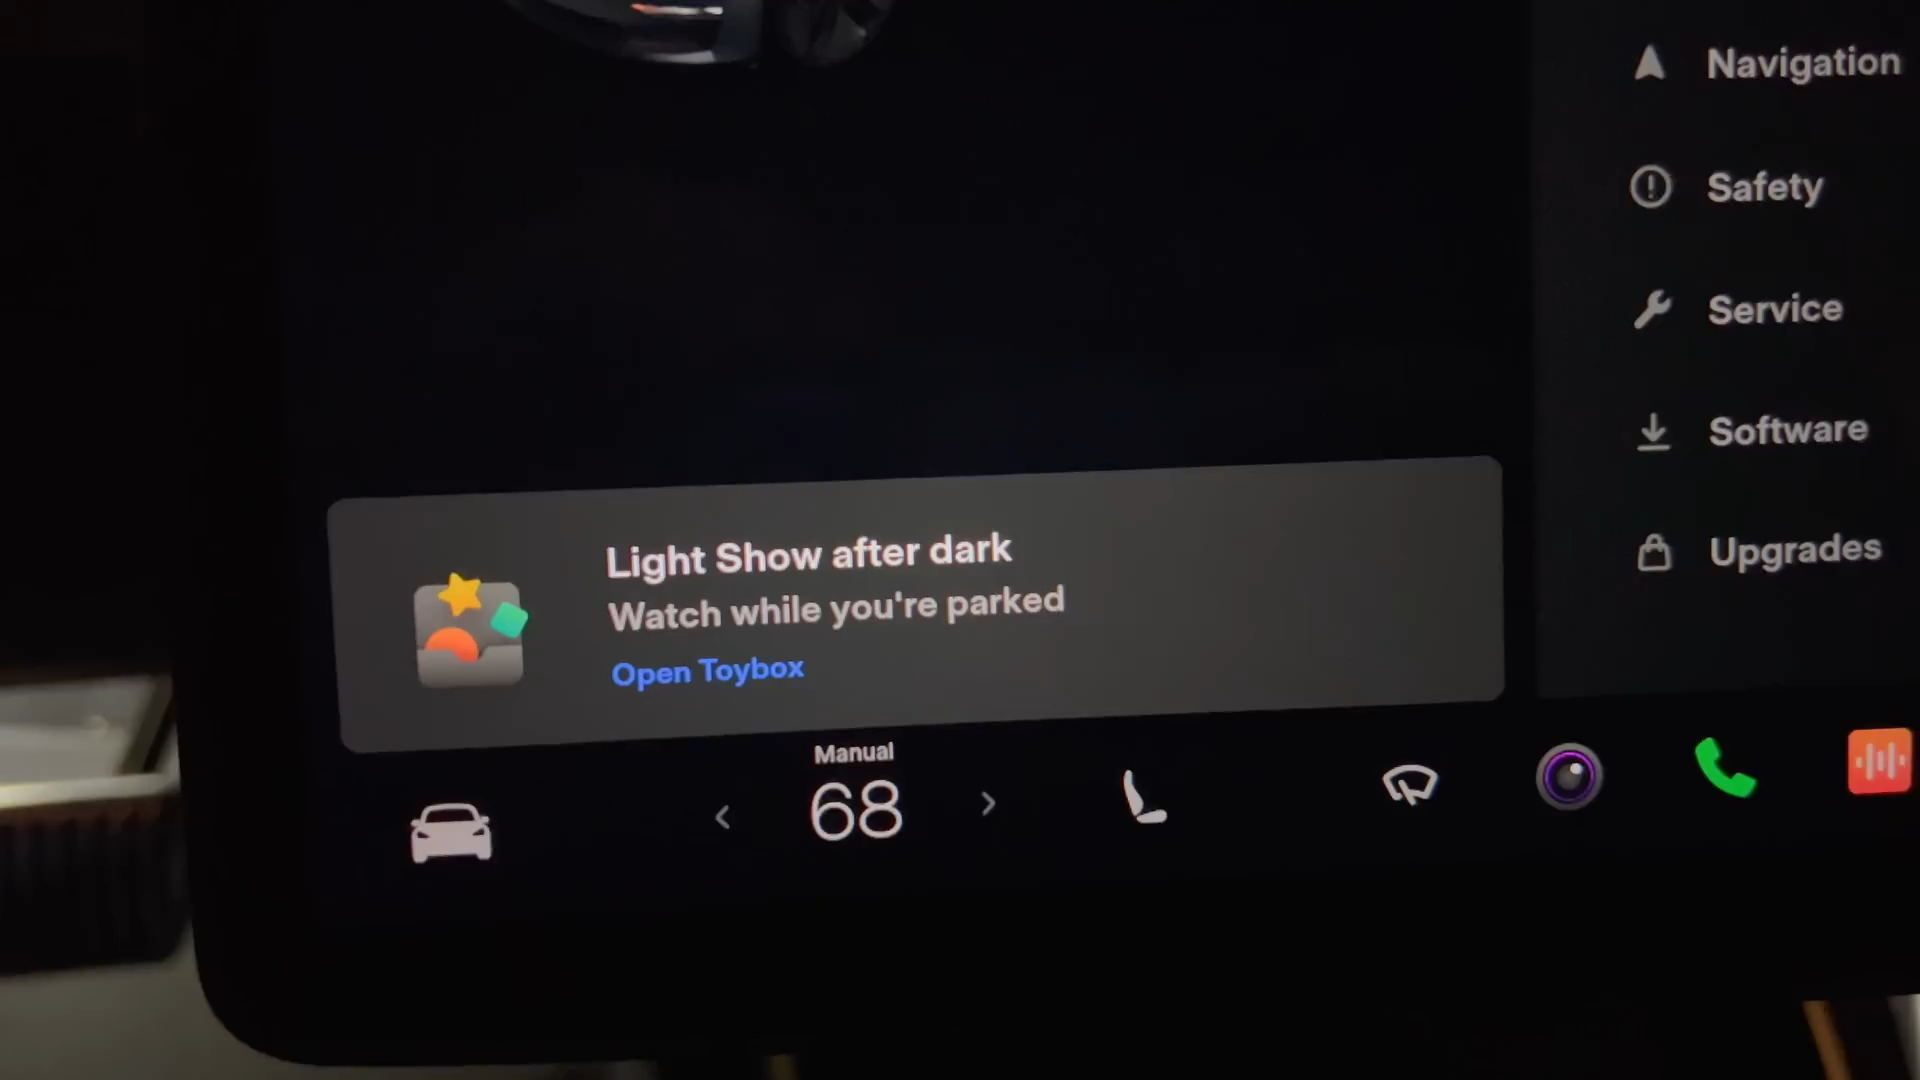 Navigation
Safety
Service
Software
Upgrades
Light Show after dark
Watch while you're parked
Open Toybox
Manual
68